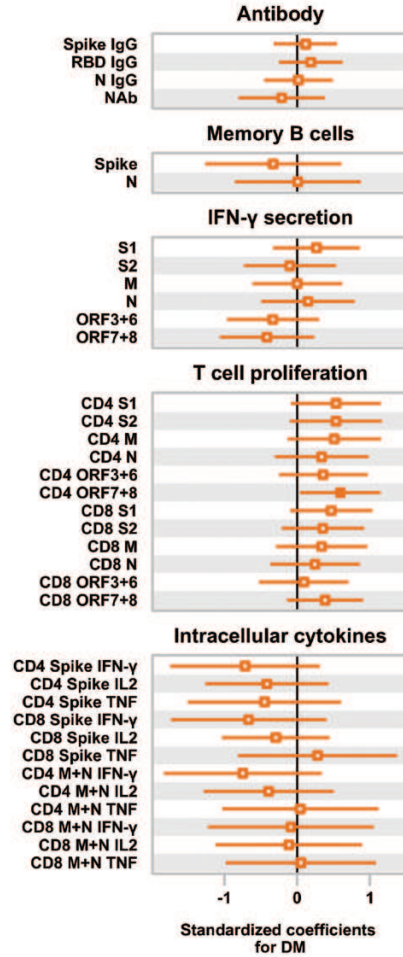 Antibody
Spike IgG
RBD IgG
N IgG
NAb
Memory B cells
Spike
N
IFN-γ secretion
S1
S2
M
N
ORF3+6
ORF7+8
T cell proliferation
CD4 S1
CD4 S2
CD4 M
CD4 N
CD4 ORF3+6
CD4 ORF7+8
CD8 S1
CD8 S2
CD8 M
CD8 N
CD8 ORF3+6
CD8 ORF7+8
Intracellular cytokines
CD4 Spike IFN-γ
CD4 Spike IL2
CD4 Spike TNF
CD8 Spike IFN-γ
CD8 Spike IL2
CD8 Spike TNF
CD4 M+N IFN-γ
CD4 M+N IL2
CD4 M+N TNF
CD8 M+N IFN-γ
CD8 M+N IL2
CD8 M+N TNF
-1 0 1
Standardized coefficients
for DM